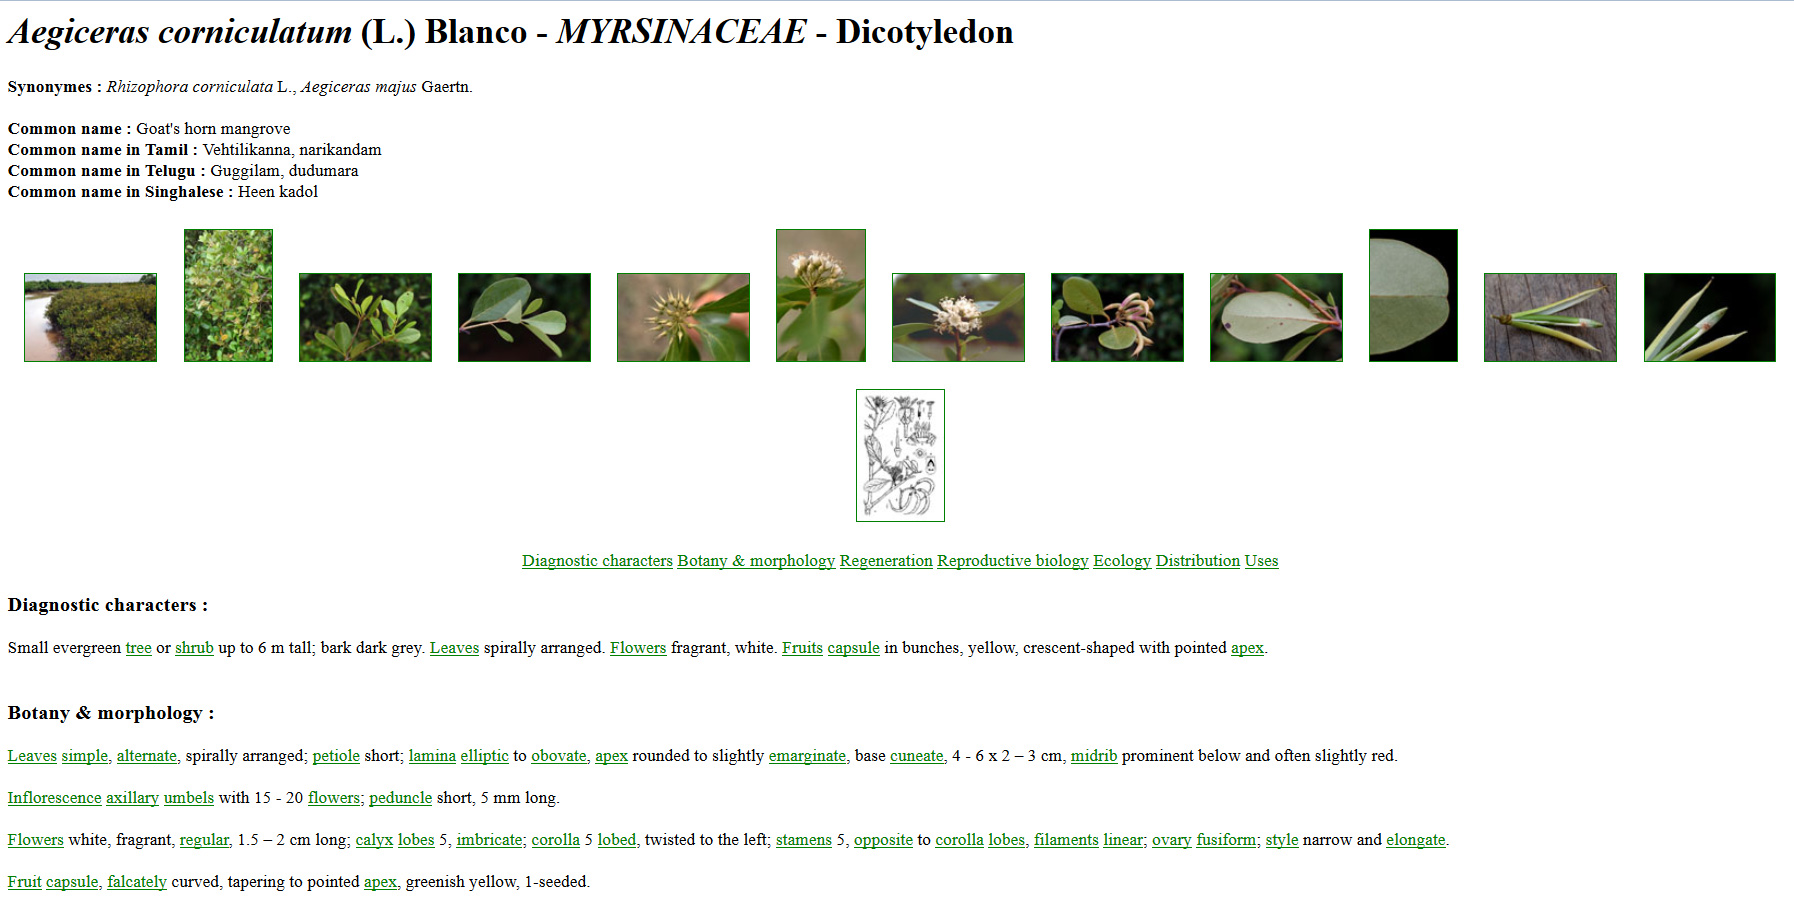 Aegiceras corniculatum (L.) Blanco - MYRSINACEAE - Dicotyledon
Synonymes : Rhizophora corniculata L., Aegiceras majus Gaertn.
Common name : Goat's horn mangrove
Common name in Tamil : Vehtilikanna, narikandam
Common name in Telugu : Guggilam, dudumara
Common name in Singhalese : Heen kadol
Diagnostic characters Botany & morphology Regeneration Reproductive biology Ecology Distribution Uses
Diagnostic characters :
Small evergreen tree or shrub up to 6 m tall; bark dark grey. Leaves spirally arranged. Flowers fragrant, white. Fruits capsule in bunches, yellow, crescent-shaped with pointed apex.
Botany & morphology :
Leaves simple, alternate, spirally arranged; petiole short; lamina elliptic to obovate, apex rounded to slightly emarginate, base cuneate, 4 - 6 x 2 – 3 cm, midrib prominent below and often slightly red.
Inflorescence axillary umbels with 15 - 20 flowers; peduncle short, 5 mm long.
Flowers white, fragrant, regular, 1.5 – 2 cm long; calyx lobes 5, imbricate; corolla 5 lobed, twisted to the left; stamens 5, opposite to corolla lobes, filaments linear; ovary fusiform; style narrow and elongate.
Fruit capsule, falcately curved, tapering to pointed apex, greenish yellow, 1-seeded.